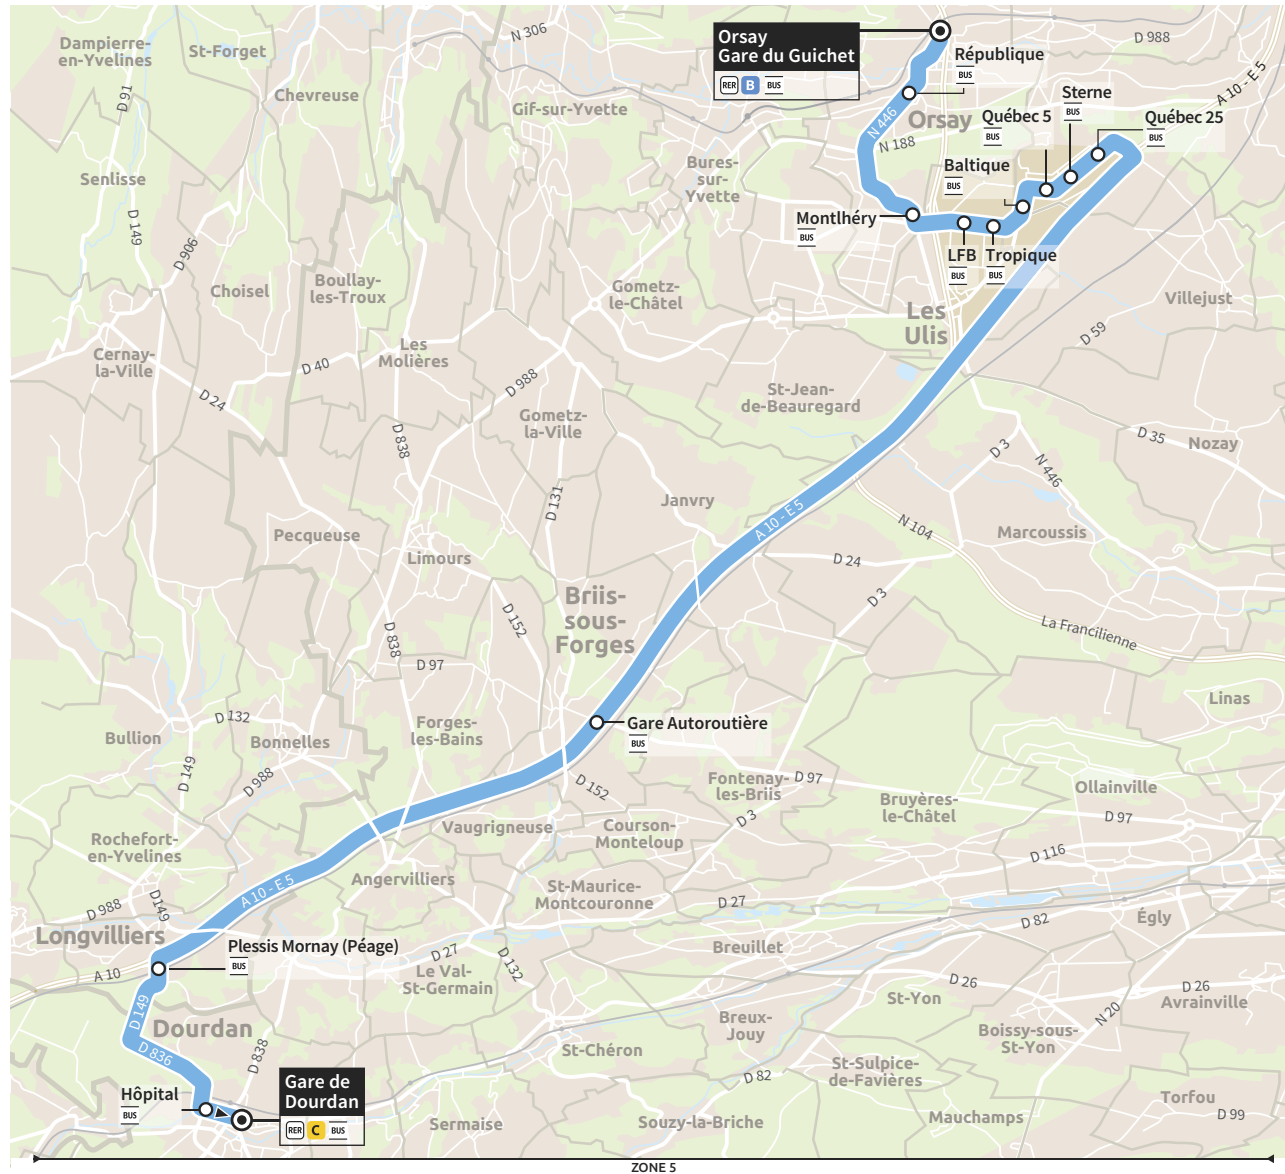 Dampierre-
en-Yvelines
St-Forget
N 306
Orsay
Gare du Guichet
RER B BUS
République
BUS
D 988
A 10 - E 5
D 91
Chevreuse
Gif-sur-Yvette
N 446
Orsay
Sterne
BUS
Québec 5
BUS
Québec 25
BUS
N 188
Senlisse
Bures-
sur-
Yvette
Baltique
BUS
D 149
D 906
Montlhéry
BUS
LFB
BUS
Tropique
BUS
Choisel
Boullay-
les-Troux
Gometz-
le-Châtel
Les
Ulis
Villejust
D 59
Cernay-
la-Ville
Les
Molières
D 40
D 24
D 988
St-Jean-
de-Beauregard
Gometz-
la-Ville
D 838
D 35
Nozay
D 3
N 446
D 131
Janvry
A 10 - E 5
N 104
Marcoussis
Pecqueuse
Limours
D 24
D 3
Briis-
sous-
Forges
D 152
D 838
D 97
La Francilienne
Linas
D 132
Bullion
Bonnelles
Forges-
les-Bains
Gare Autoroutière
BUS
D 149
D 988
D 152
Fontenay-
les-Briis
D 97
Ollainville
Bruyères-
le-Châtel
D 97
D 3
Vaugrigneuse
Courson-
Monteloup
Rochefort-
en-Yvelines
D 116
Angervilliers
A 10 - E 5
St-Maurice-
Montcouronne
D 27
D 988
D149
D 82
Égly
Longvilliers
Plessis Mornay (Péage)
BUS
D 27
D 132
Breuillet
A 10
Le Val-
St-Germain
D 26
D 26
Avrainville
St-Yon
D 149
Dourdan
Breux-
Jouy
N 20
Boissy-sous-
St-Yon
D 836
D 838
St-Chéron
St-Sulpice-
de-Favières
D 82
Hôpital
BUS
Gare de
Dourdan
RER C BUS
Sermaise
Souzy-la-Briche
Mauchamps
Torfou
D 99
ZONE 5